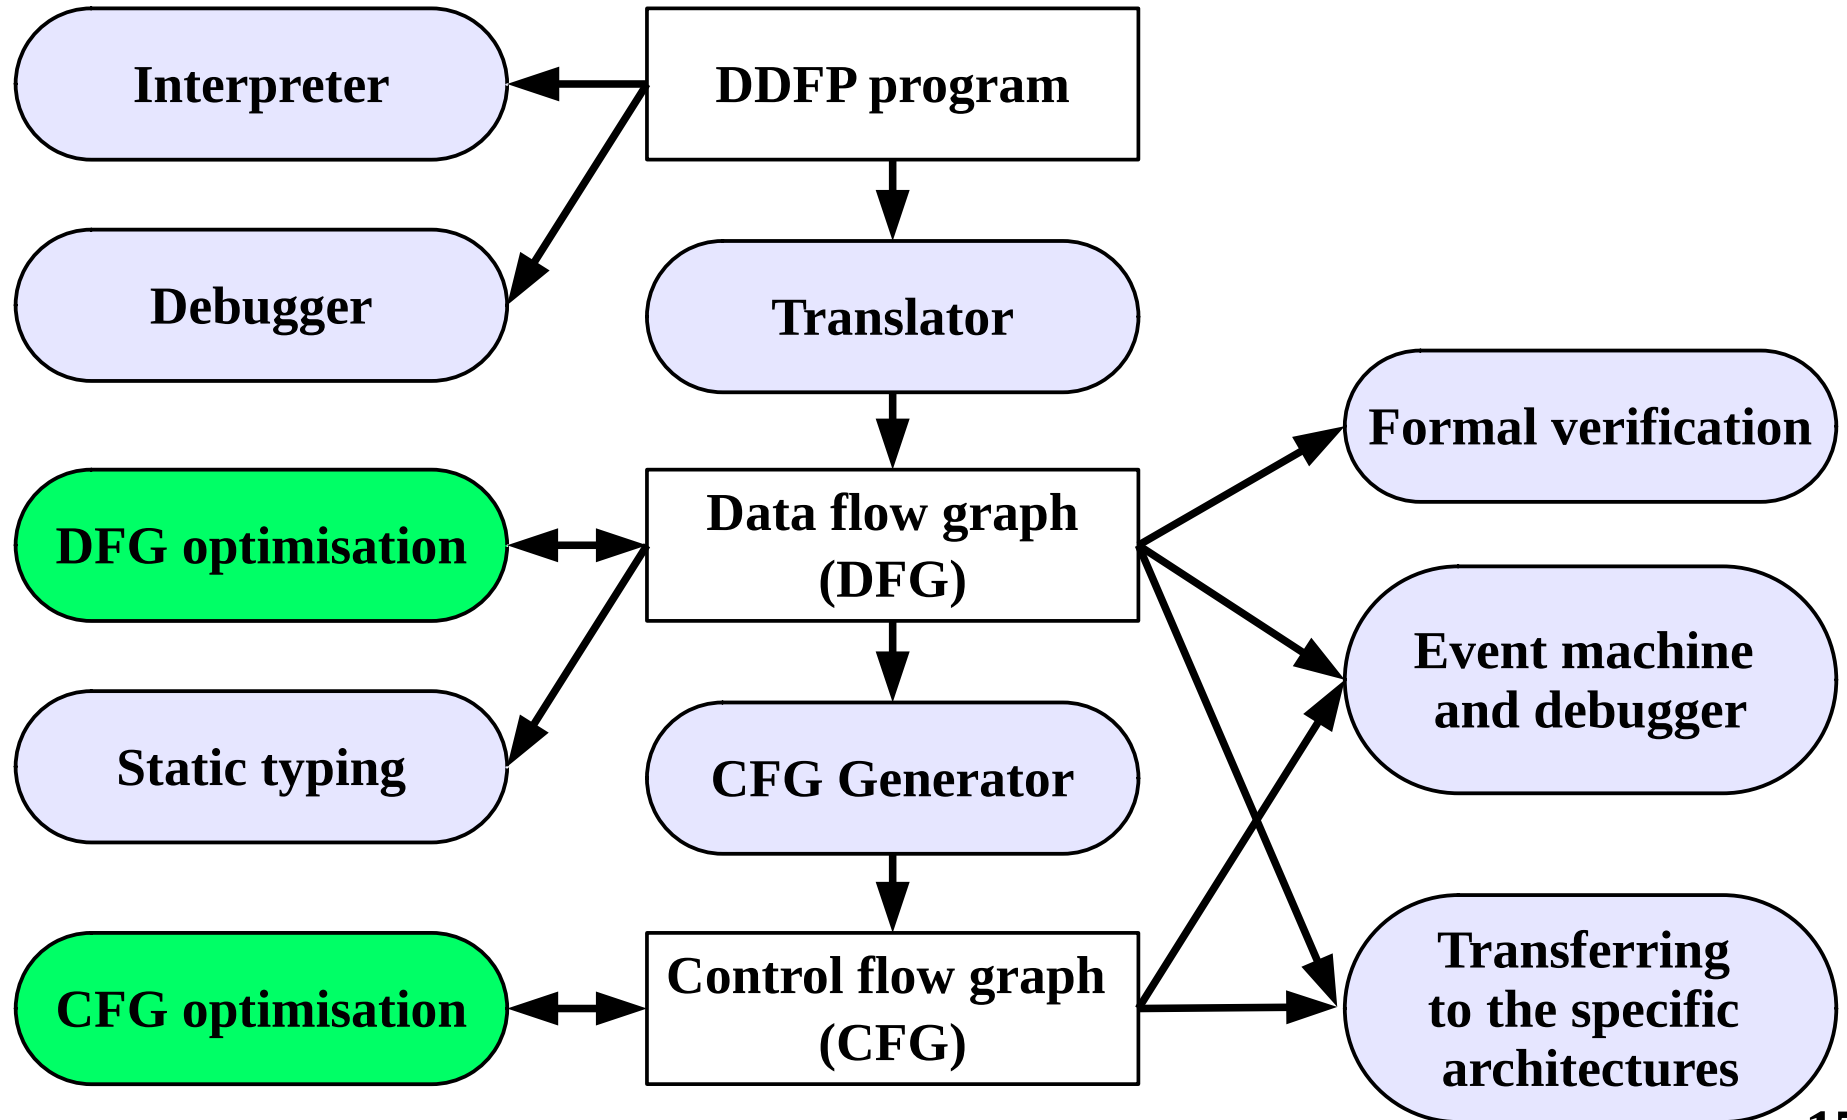 Interpreter
DDFP program
Debugger
Translator
Formal verification
DFG optimisation
Data flow graph
(DFG)
Event machine
and debugger
Static typing
CFG Generator
CFG optimisation
Control flow graph
(CFG)
Transferring
to the specific
architectures